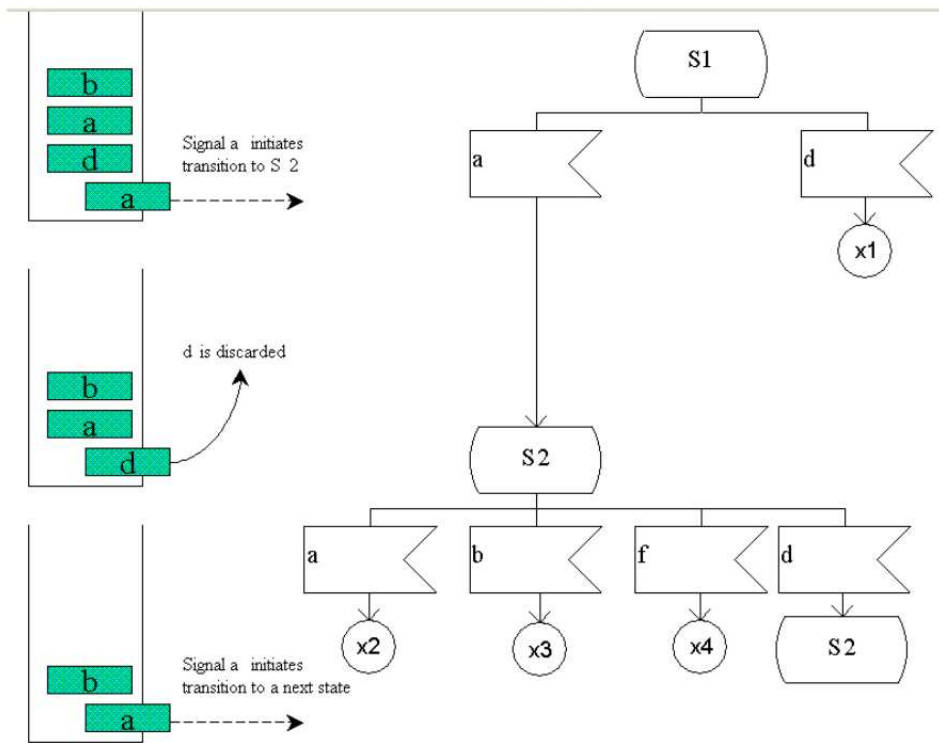 b
a
d
a
Signal a initiates
transition to S 2
S1
a
d
x1
d is discarded
b
a
d
S2
a
b
f
d
x2
x3
x4
S2
b
a
Signal a initiates
transition to a next state